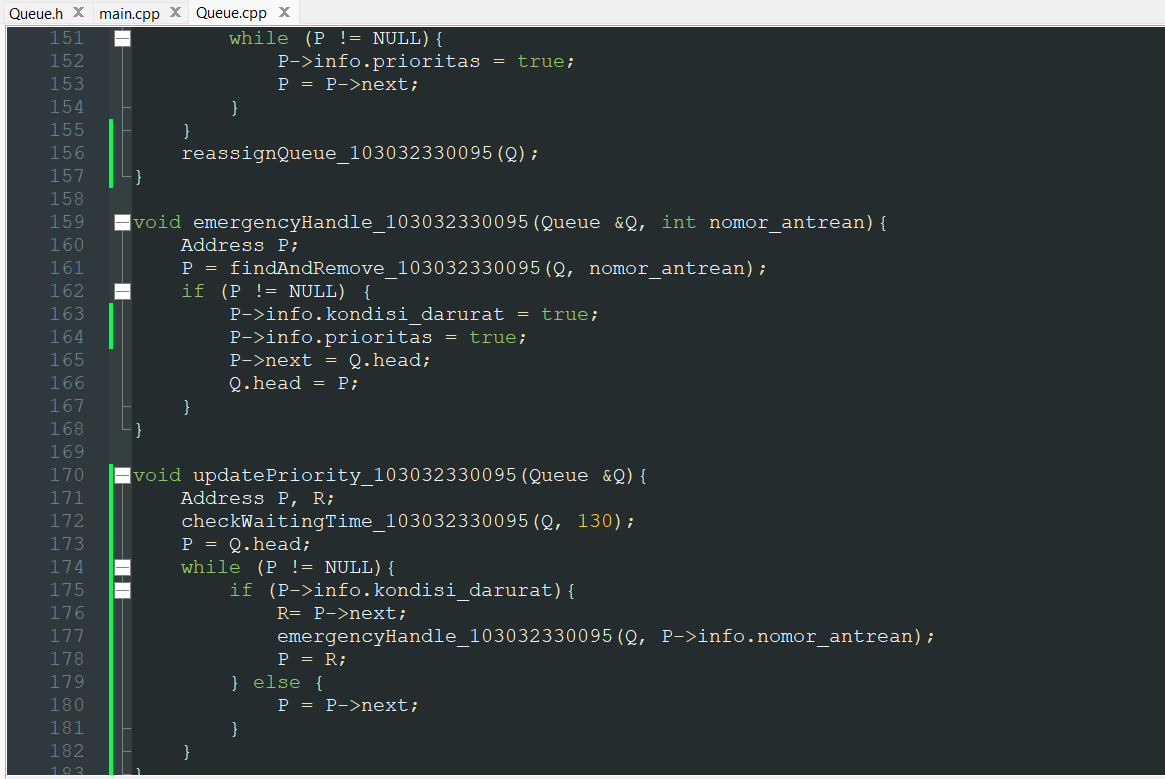 Queue.h X main.cpp X Queue.cpp X
151 while (P != NULL){
152 P->info.prioritas = true;
153 P = P->next;
154 }
155 }
156 reassignQueue_103032330095(Q);
157 }
158
159 void emergencyHandle_103032330095(Queue &Q, int nomor_antrean){
160 Address P;
161 P = findAndRemove_103032330095(Q, nomor_antrean);
162 if (P != NULL) {
163 P->info.kondisi_darurat = true;
164 P->info.prioritas = true;
165 P->next = Q.head;
166 Q.head = P;
167 }
168 }
169
170 void updatePriority_103032330095(Queue &Q){
171 Address P, R;
172 checkWaitingTime_103032330095(Q, 130);
173 P = Q.head;
174 while (P != NULL){
175 if (P->info.kondisi_darurat){
176 R= P->next;
177 emergencyHandle_103032330095(Q, P->info.nomor_antrean);
178 P = R;
179 } else {
180 P = P->next;
181 }
182 }
183 }